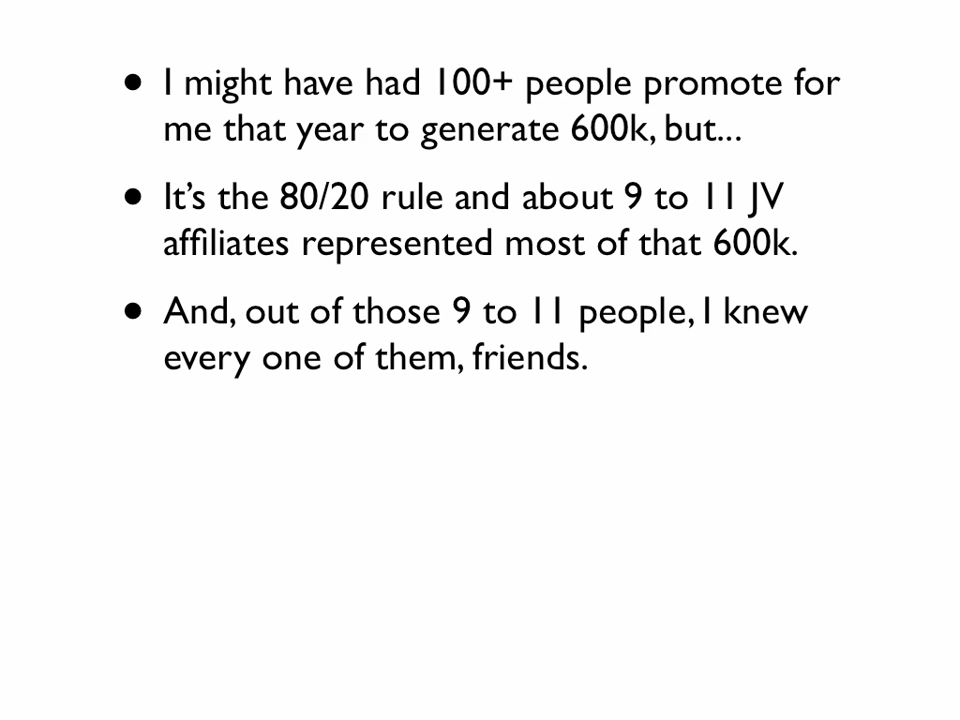 • I might have had 100+ people promote for
me that year to generate 600k, but...
• It’s the 80/20 rule and about 9 to 11 JV
affiliates represented most of that 600k.
• And, out of those 9 to 11 people, I knew
every one of them, friends.